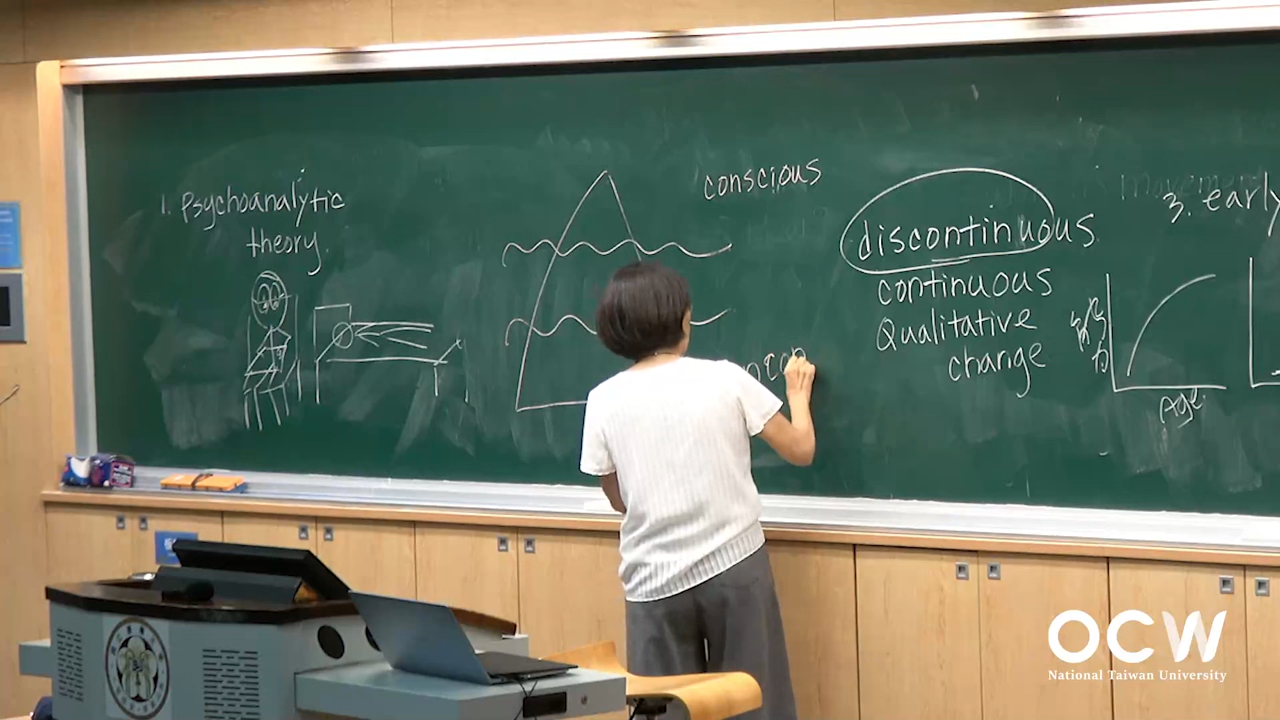 1. Psychoanalytic
theory
conscious
discontinuous
continuous
Qualitative
change
Age
3. early
OCW
National Taiwan University